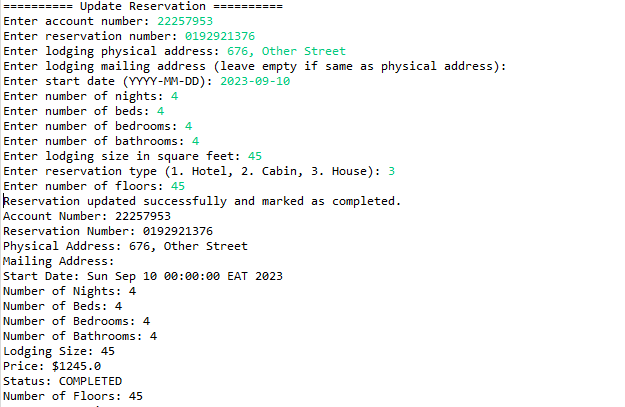 ========== Update Reservation ==========
Enter account number: 22257953
Enter reservation number: 0192921376
Enter lodging physical address: 676, Other Street
Enter lodging mailing address (leave empty if same as physical address):
Enter start date (YYYY-MM-DD): 2023-09-10
Enter number of nights: 4
Enter number of beds: 4
Enter number of bedrooms: 4
Enter number of bathrooms: 4
Enter lodging size in square feet: 45
Enter reservation type (1. Hotel, 2. Cabin, 3. House): 3
Enter number of floors: 45
Reservation updated successfully and marked as completed.
Account Number: 22257953
Reservation Number: 0192921376
Physical Address: 676, Other Street
Mailing Address:
Start Date: Sun Sep 10 00:00:00 EAT 2023
Number of Nights: 4
Number of Beds: 4
Number of Bedrooms: 4
Number of Bathrooms: 4
Lodging Size: 45
Price: $1245.0
Status: COMPLETED
Number of Floors: 45